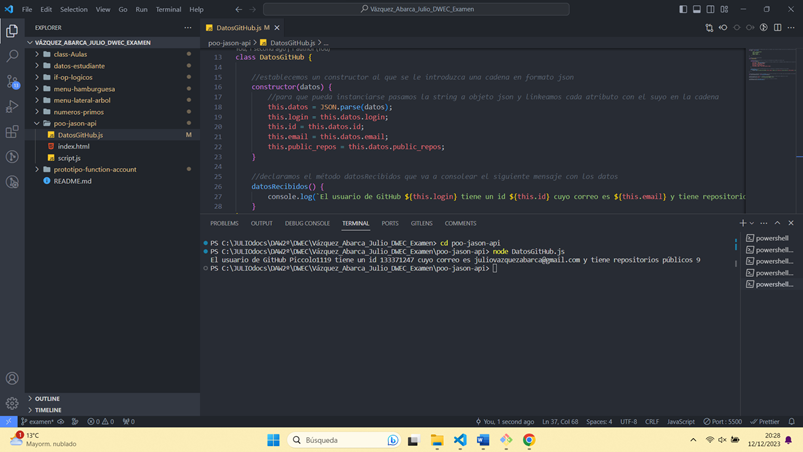 File Edit Selection View Go Run Terminal Help
Vázquez_Abarca_Julio_DWEC_Examen
EXPLORER
VÁZQUEZ_ABARCA_JULIO_DWEC_EXAMEN
class-Aulas
datos-estudiante
if-op-logicos
menu-hamburguesa
menu-lateral-arbol
numeros-primos
poo-jason-api
DatosGitHub.js M
index.html
script.js
prototipo-function-account
README.md
OUTLINE
TIMELINE
DatosGitHub.js M
poo-jason-api > DatosGitHub.js > ...
13 class DatosGitHub {
14
15 //establecemos un constructor al que se le introduzca una cadena en formato json
16 constructor(datos) {
17 //para que pueda instanciarse pasamos la string a objeto json y linkeamos cada atributo con el suyo en la cadena
18 this.datos = JSON.parse(datos);
19 this.login = this.datos.login;
20 this.id = this.datos.id;
21 this.email = this.datos.email;
22 this.public_repos = this.datos.public_repos;
23 }
24
25 //declaramos el método datosRecibidos que va a consolear el siguiente mensaje con los datos
26 datosRecibidos() {
27 console.log(`El usuario de GitHub ${this.login} tiene un id ${this.id} cuyo correo es ${this.email} y tiene repositorio
28 }
PROBLEMS OUTPUT DEBUG CONSOLE TERMINAL PORTS GITLENS COMMENTS
PS C:\JULIOdocs\DAW2º\DWEC\Vázquez_Abarca_Julio_DWEC_Examen> cd poo-jason-api
PS C:\JULIOdocs\DAW2º\DWEC\Vázquez_Abarca_Julio_DWEC_Examen\poo-jason-api> node DatosGitHub.js
El usuario de GitHub Piccolo1119 tiene un id 133371247 cuyo correo es juliovazquezabarca@gmail.com y tiene repositorios públicos 9
PS C:\JULIOdocs\DAW2º\DWEC\Vázquez_Abarca_Julio_DWEC_Examen\poo-jason-api>
powershell
powershell...
powershell...
powershell...
powershell...
examen* 0 0 0 You, 1 second ago Ln 37, Col 68 Spaces: 4 UTF-8 CRLF JavaScript Port : 5500 Prettier
1
13°C
Mayorm. nublado
Búsqueda
20:28
12/12/2023